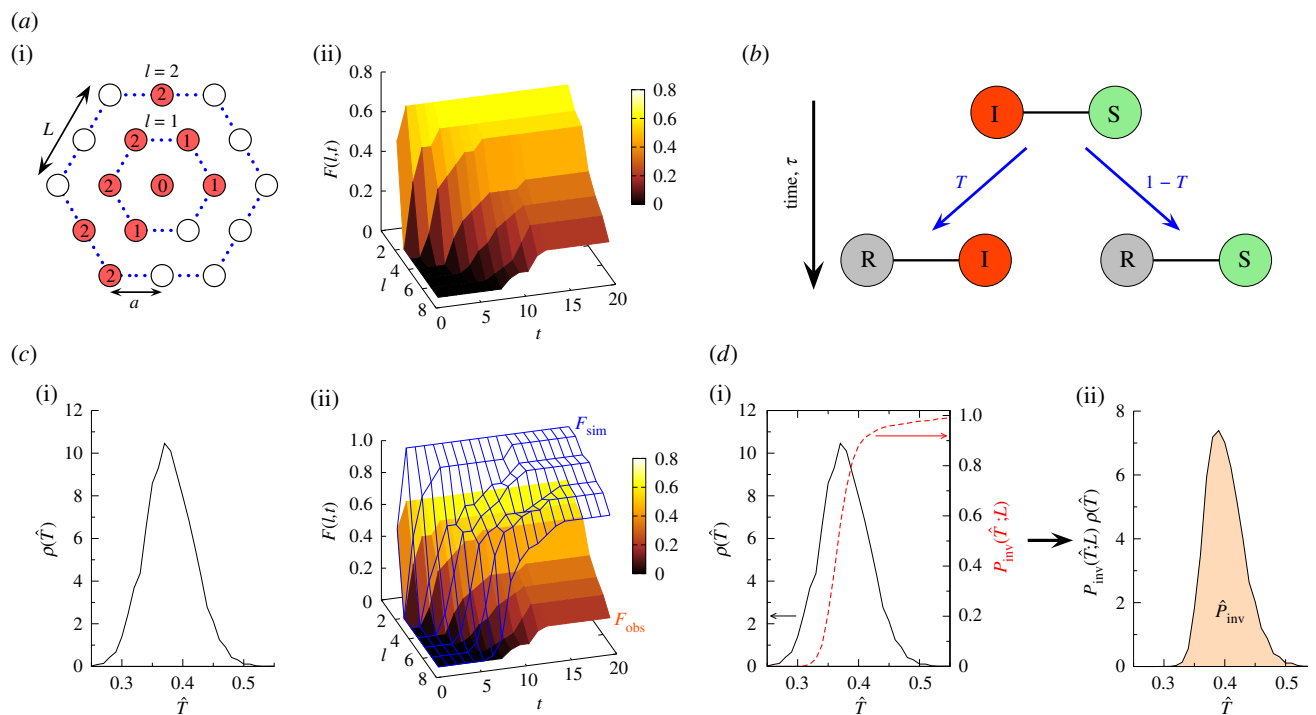 (a)
(i)
l = 2
2
L
l = 1
2 1
2 0 1
2 1
2
a
(ii)
F(l,t)
0.8
0.6
0.4
0.2
0
2
4
6
8
l
0 5 10 15 20
t
0.8
0.6
0.4
0.2
0
(b)
time, τ
I S
T
1 – T
R I
R S
(c)
(i)
ρ(T̂)
12
10
8
6
4
2
0
0.3 0.4 0.5
T̂
(ii)
F(l,t)
1.0
0.8
0.6
0.4
0.2
0
2
4
6
8
l
0 5 10 15 20
t
F_sim
F_obs
0.8
0.6
0.4
0.2
0
(d)
(i)
ρ(T̂)
12
10
8
6
4
2
0
0.3 0.4 0.5
T̂
1.0
0.8
0.6
0.4
0.2
0
P_inv(T̂ ;L)
(ii)
P_inv(T̂;L) ρ(T̂)
8
6
4
2
0
P̂_inv
0.3 0.4 0.5
T̂